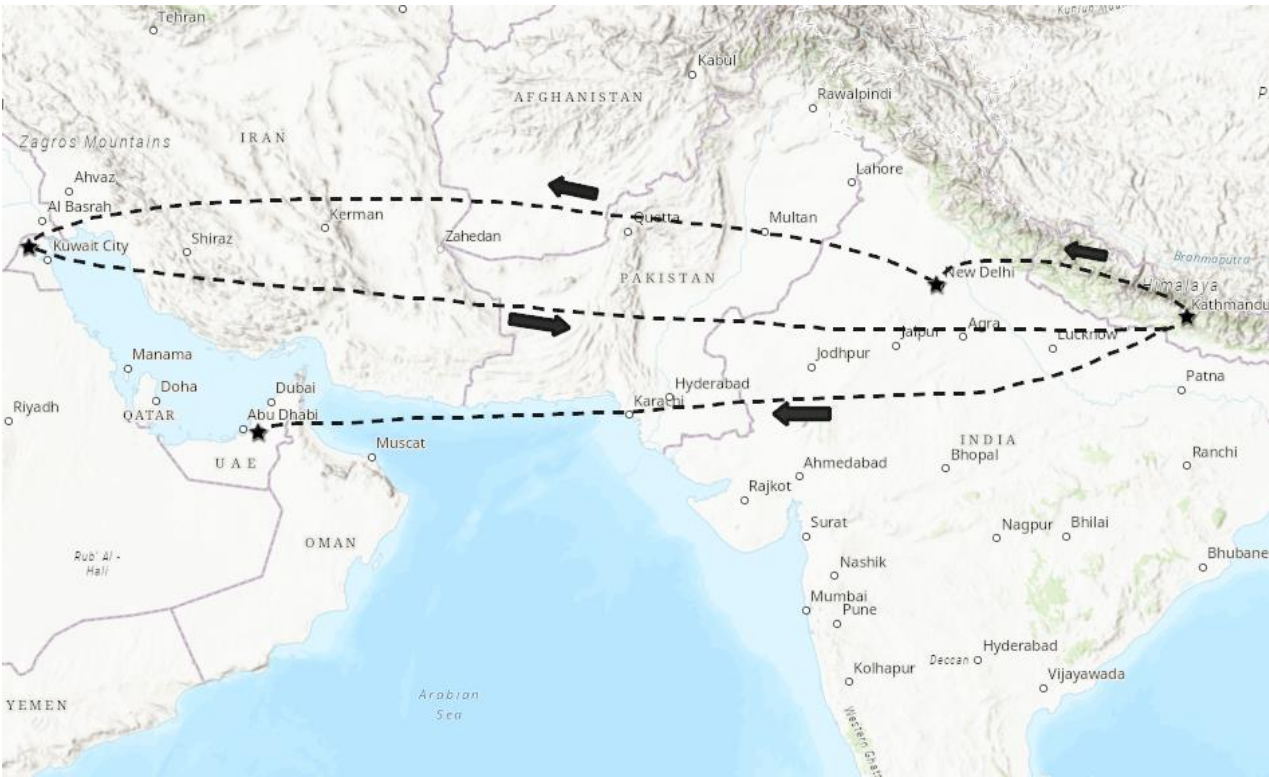 Tehran
Kabul
AFGHANISTAN
Rawalpindi
IRAN
Zagros Mountains
Lahore
Ahvaz
Al Basrah
Kerman
Quetta
Multan
Zahedan
Shiraz
Kuwait City
Brahmaputra
New Delhi
PAKISTAN
Himalaya
Kathmandu
Agra
Jaipur
Lucknow
Manama
Jodhpur
Patna
Doha
Dubai
Hyderabad
Riyadh
QATAR
Abu Dhabi
Karachi
Muscat
INDIA
Bhopal
Ranchi
UAE
Ahmedabad
Rajkot
Surat
Nagpur
Bhilai
OMAN
Rub' Al -
Hali
Bhubane
Nashik
Mumbai
Pune
Hyderabad
Deccan
Kolhapur
Vijayawada
Arabian
Sea
YEMEN
Western Ghat